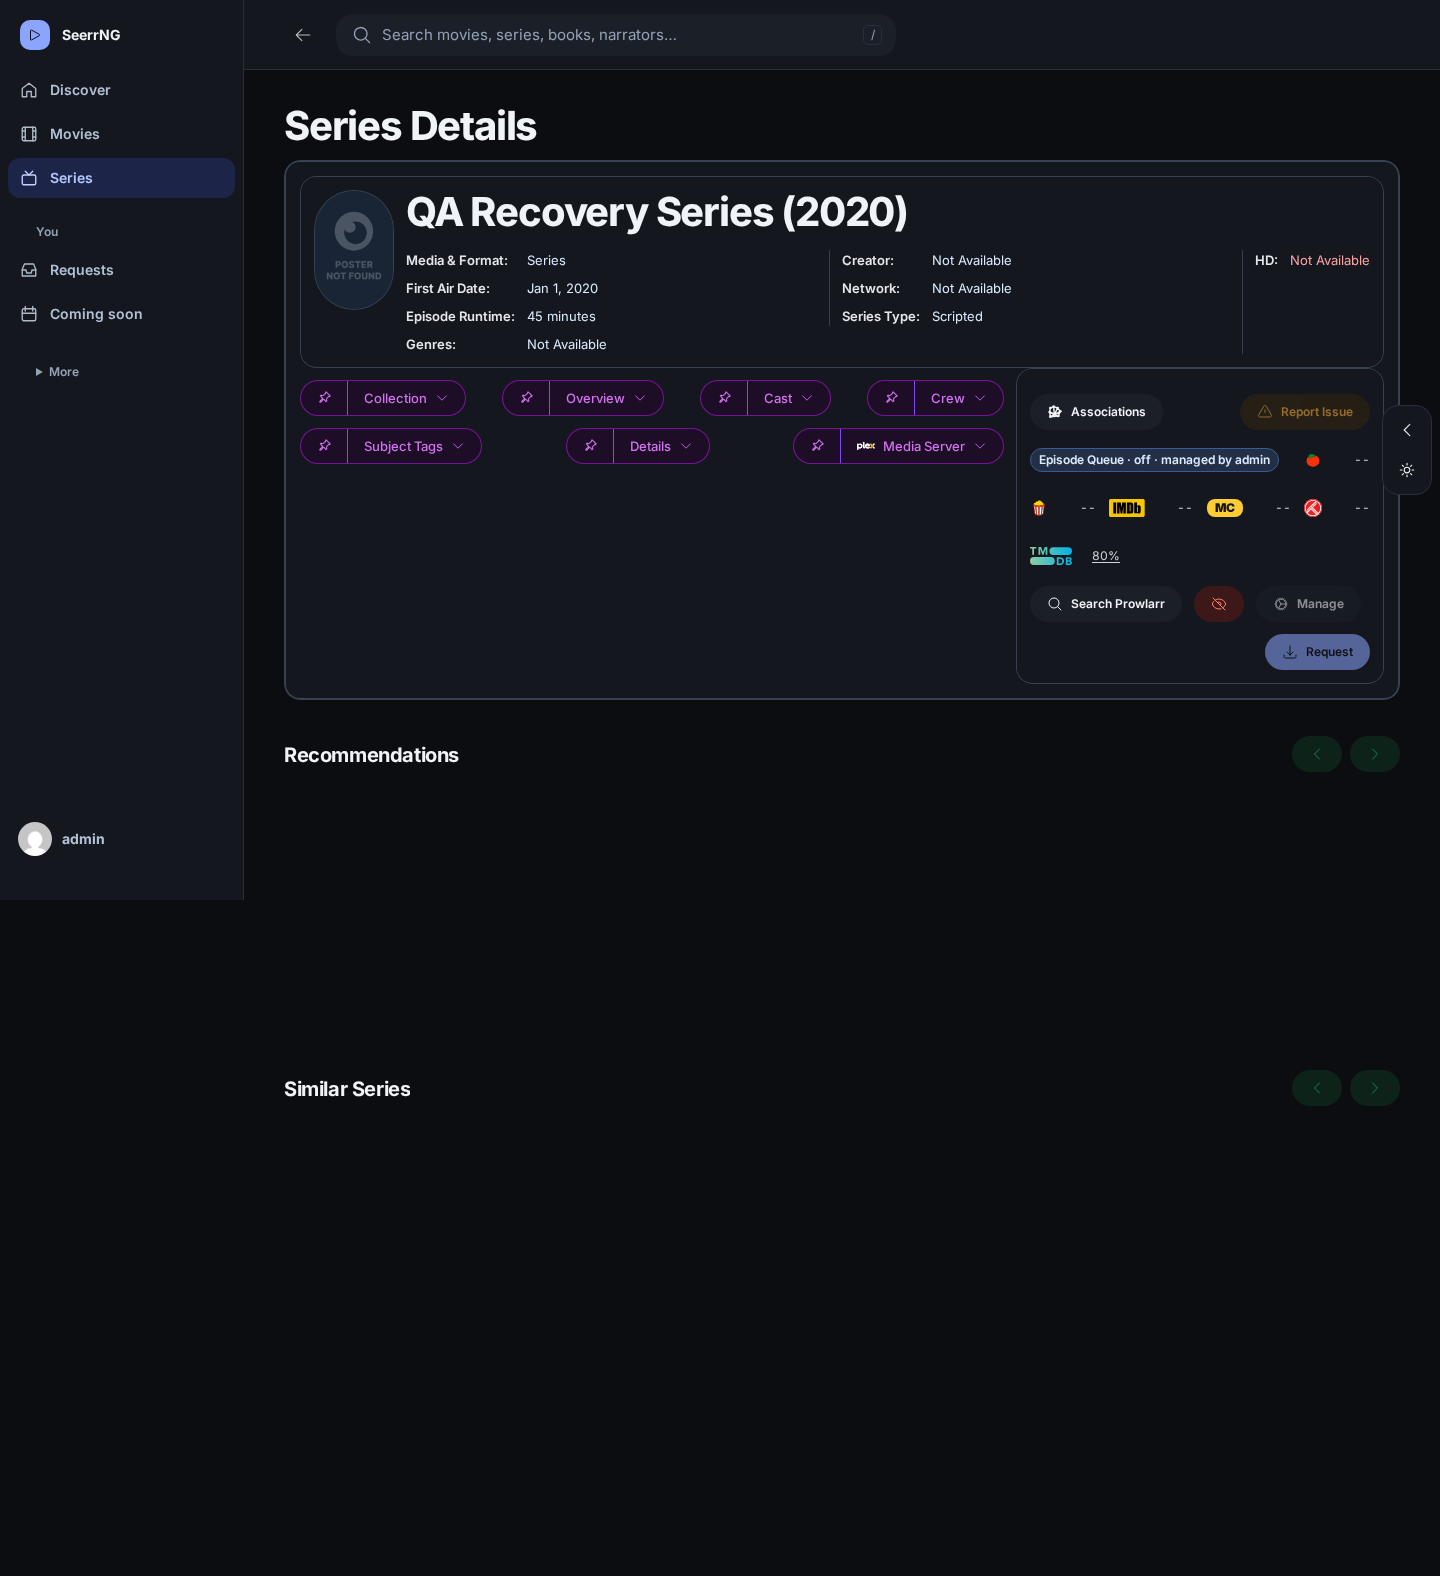 SeerrNG
Search movies, series, books, narrators... /
Discover
Movies
Series
You
Requests
Coming soon
More
admin
Series Details
POSTER
NOT FOUND
QA Recovery Series (2020)
Media & Format: Series
First Air Date: Jan 1, 2020
Episode Runtime: 45 minutes
Genres: Not Available
Creator: Not Available
Network: Not Available
Series Type: Scripted
HD: Not Available
Collection
Overview
Cast
Crew
Subject Tags
Details
plex Media Server
Associations
Report Issue
Episode Queue · off · managed by admin
--
-- IMDb -- MC -- --
TMDB 80%
Search Prowlarr
Manage
Request
Recommendations
Similar Series